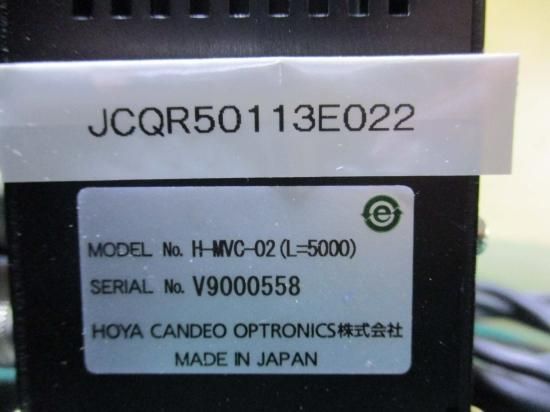 JCQR50113E022
e
MODEL No. H-MVC-02(L=5000)
SERIAL No. V9000558
HOYA CANDEO OPTRONICS株式会社
MADE IN JAPAN